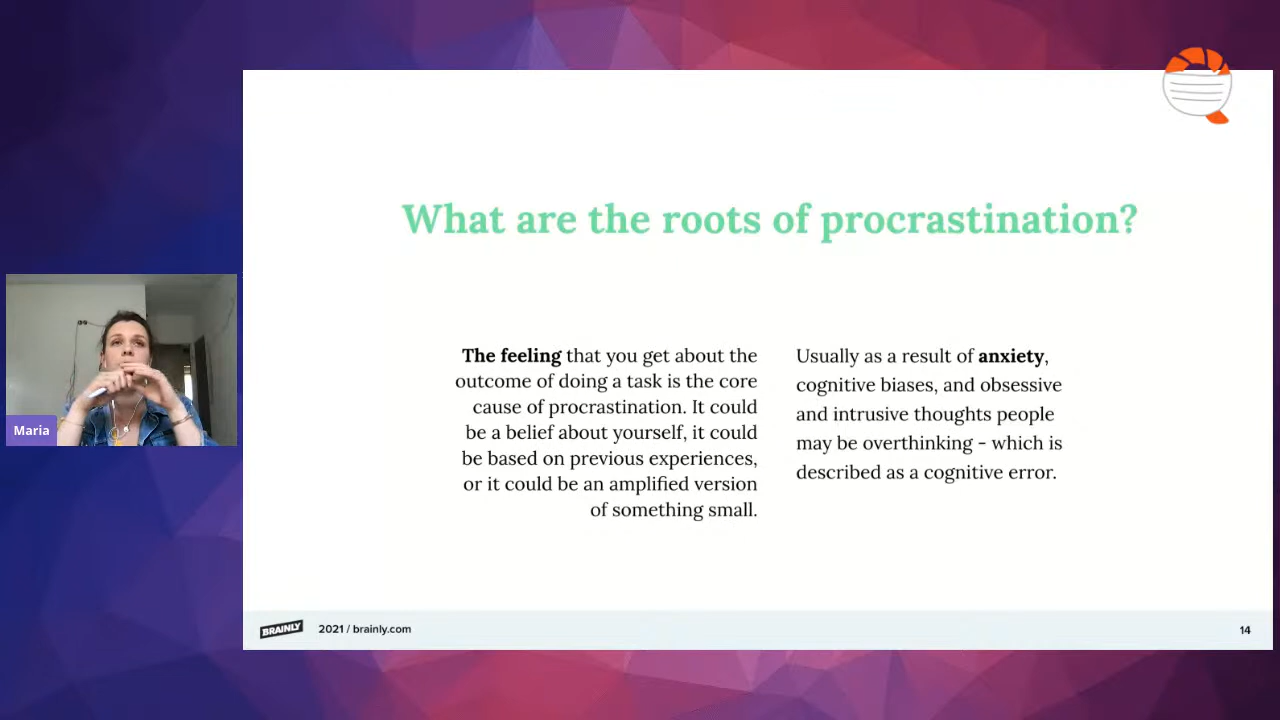 What are the roots of procrastination?
The feeling that you get about the
outcome of doing a task is the core
cause of procrastination. It could
be a belief about yourself, it could
be based on previous experiences,
or it could be an amplified version
of something small.
Usually as a result of anxiety,
cognitive biases, and obsessive
and intrusive thoughts people
may be overthinking - which is
described as a cognitive error.
Maria
BRAINLY
2021 / brainly.com
14